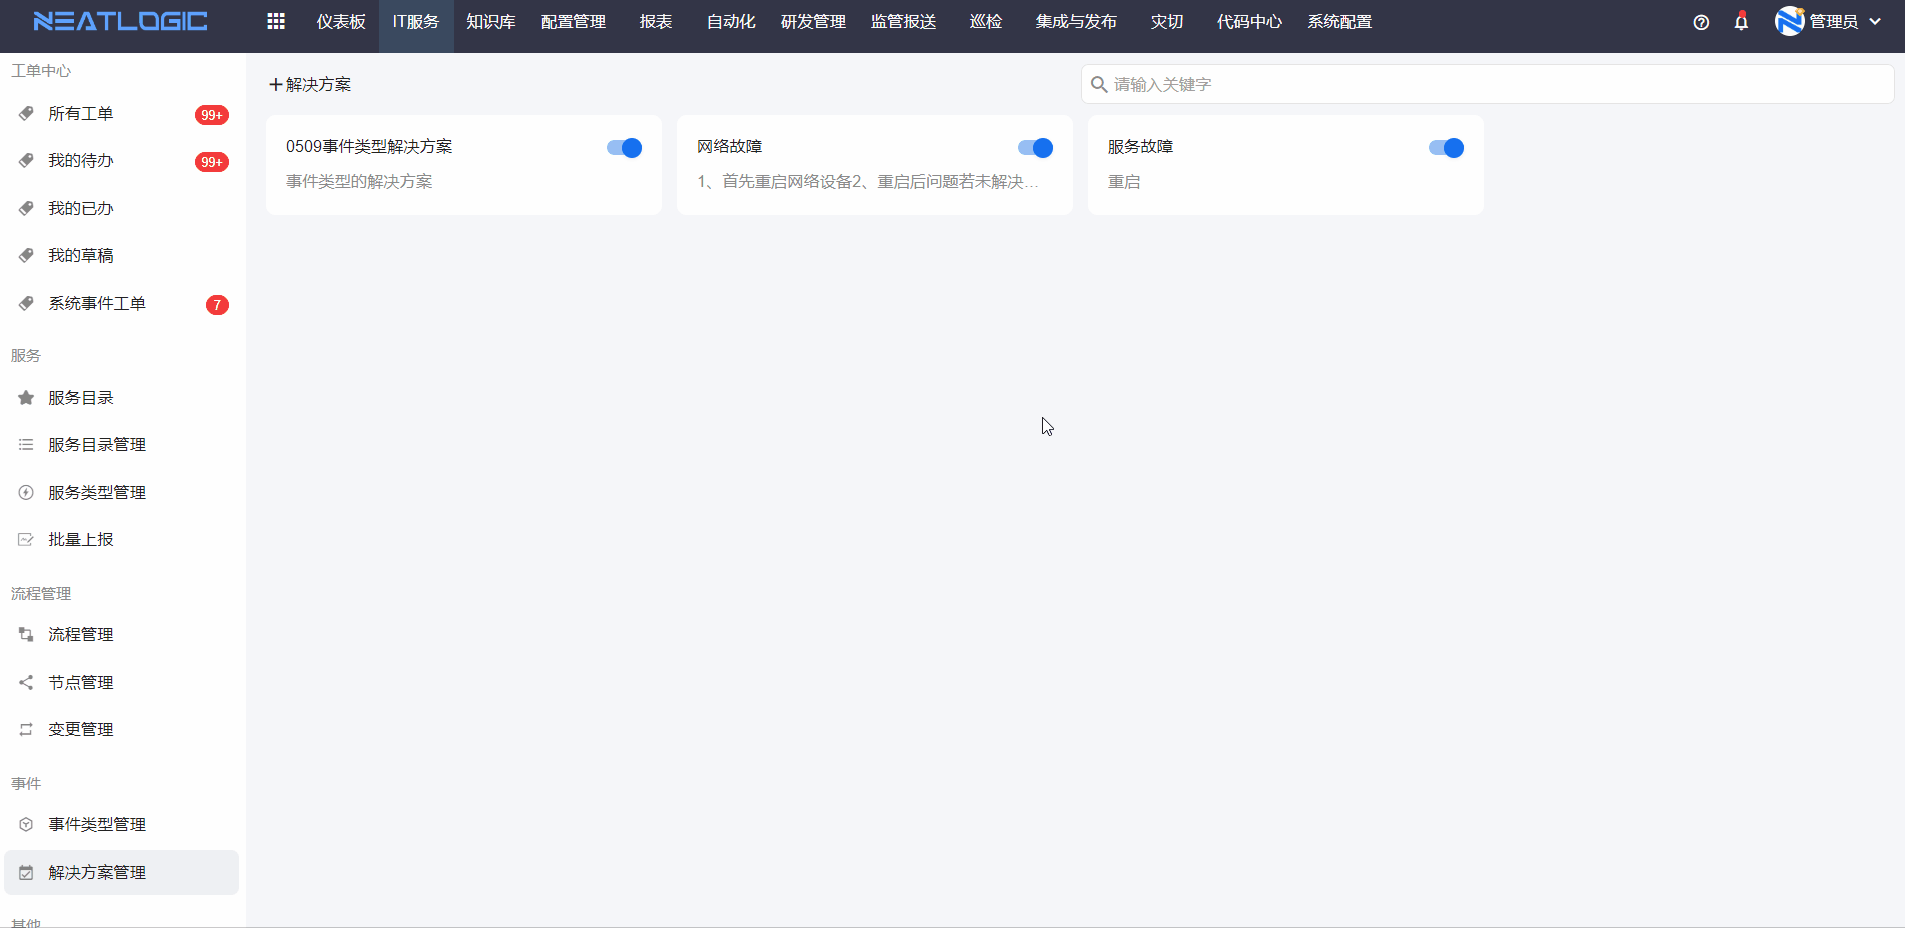 NEATLOGIC
仪表板 IT服务 知识库 配置管理 报表 自动化 研发管理 监管报送 巡检 集成与发布 灾切 代码中心 系统配置 管理员
工单中心
所有工单 99+
我的待办 99+
我的已办
我的草稿
系统事件工单 7
服务
服务目录
服务目录管理
服务类型管理
批量上报
流程管理
流程管理
节点管理
变更管理
事件
事件类型管理
解决方案管理
其他
+解决方案
请输入关键字
0509事件类型解决方案
事件类型的解决方案
网络故障
1、首先重启网络设备2、重启后问题若未解决...
服务故障
重启